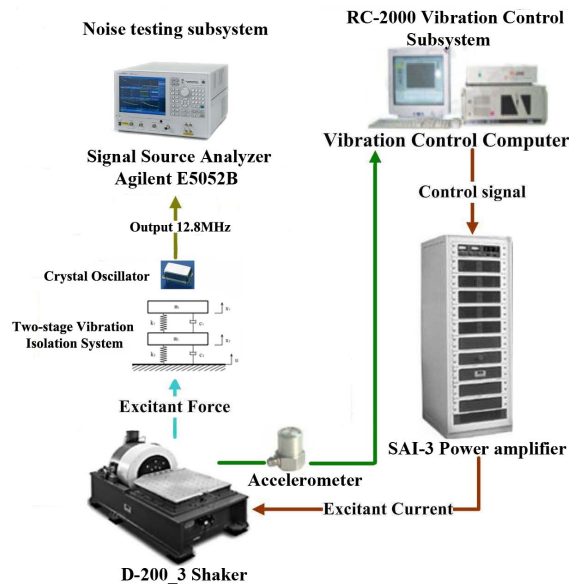 Noise testing subsystem
RC-2000 Vibration Control
Subsystem
Signal Source Analyzer
Agilent E5052B
Vibration Control Computer
Control signal
Output 12.8MHz
Crystal Oscillator
Two-stage Vibration
Isolation System
Excitant Force
Accelerometer
SAI-3 Power amplifier
Excitant Current
D-200_3 Shaker